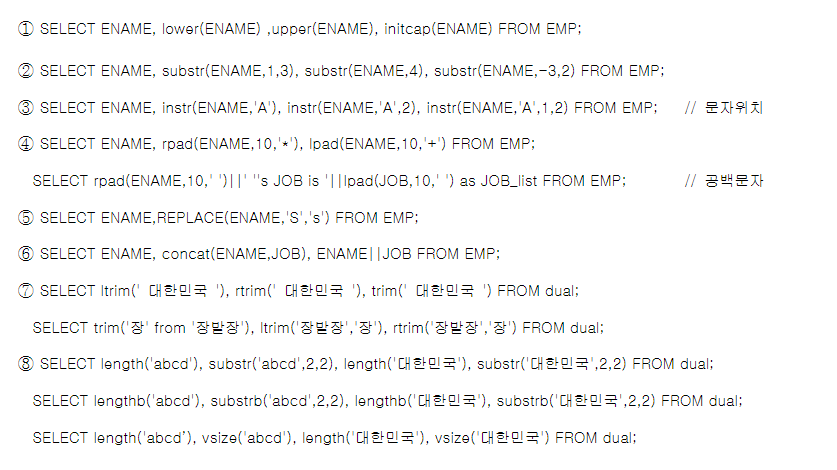 ① SELECT ENAME, lower(ENAME) ,upper(ENAME), initcap(ENAME) FROM EMP;
② SELECT ENAME, substr(ENAME,1,3), substr(ENAME,4), substr(ENAME,-3,2) FROM EMP;
③ SELECT ENAME, instr(ENAME,'A'), instr(ENAME,'A',2), instr(ENAME,'A',1,2) FROM EMP; // 문자위치
④ SELECT ENAME, rpad(ENAME,10,'*'), lpad(ENAME,10,'+') FROM EMP;
SELECT rpad(ENAME,10,' ')||' ''s JOB is '||lpad(JOB,10,' ') as JOB_list FROM EMP; // 공백문자
⑤ SELECT ENAME,REPLACE(ENAME,'S','s') FROM EMP;
⑥ SELECT ENAME, concat(ENAME,JOB), ENAME||JOB FROM EMP;
⑦ SELECT ltrim(' 대한민국 '), rtrim(' 대한민국 '), trim(' 대한민국 ') FROM dual;
SELECT trim('장' from '장발장'), ltrim('장발장','장'), rtrim('장발장','장') FROM dual;
⑧ SELECT length('abcd'), substr('abcd',2,2), length('대한민국'), substr('대한민국',2,2) FROM dual;
SELECT lengthb('abcd'), substrb('abcd',2,2), lengthb('대한민국'), substrb('대한민국',2,2) FROM dual;
SELECT length('abcd’), vsize('abcd'), length('대한민국'), vsize('대한민국') FROM dual;